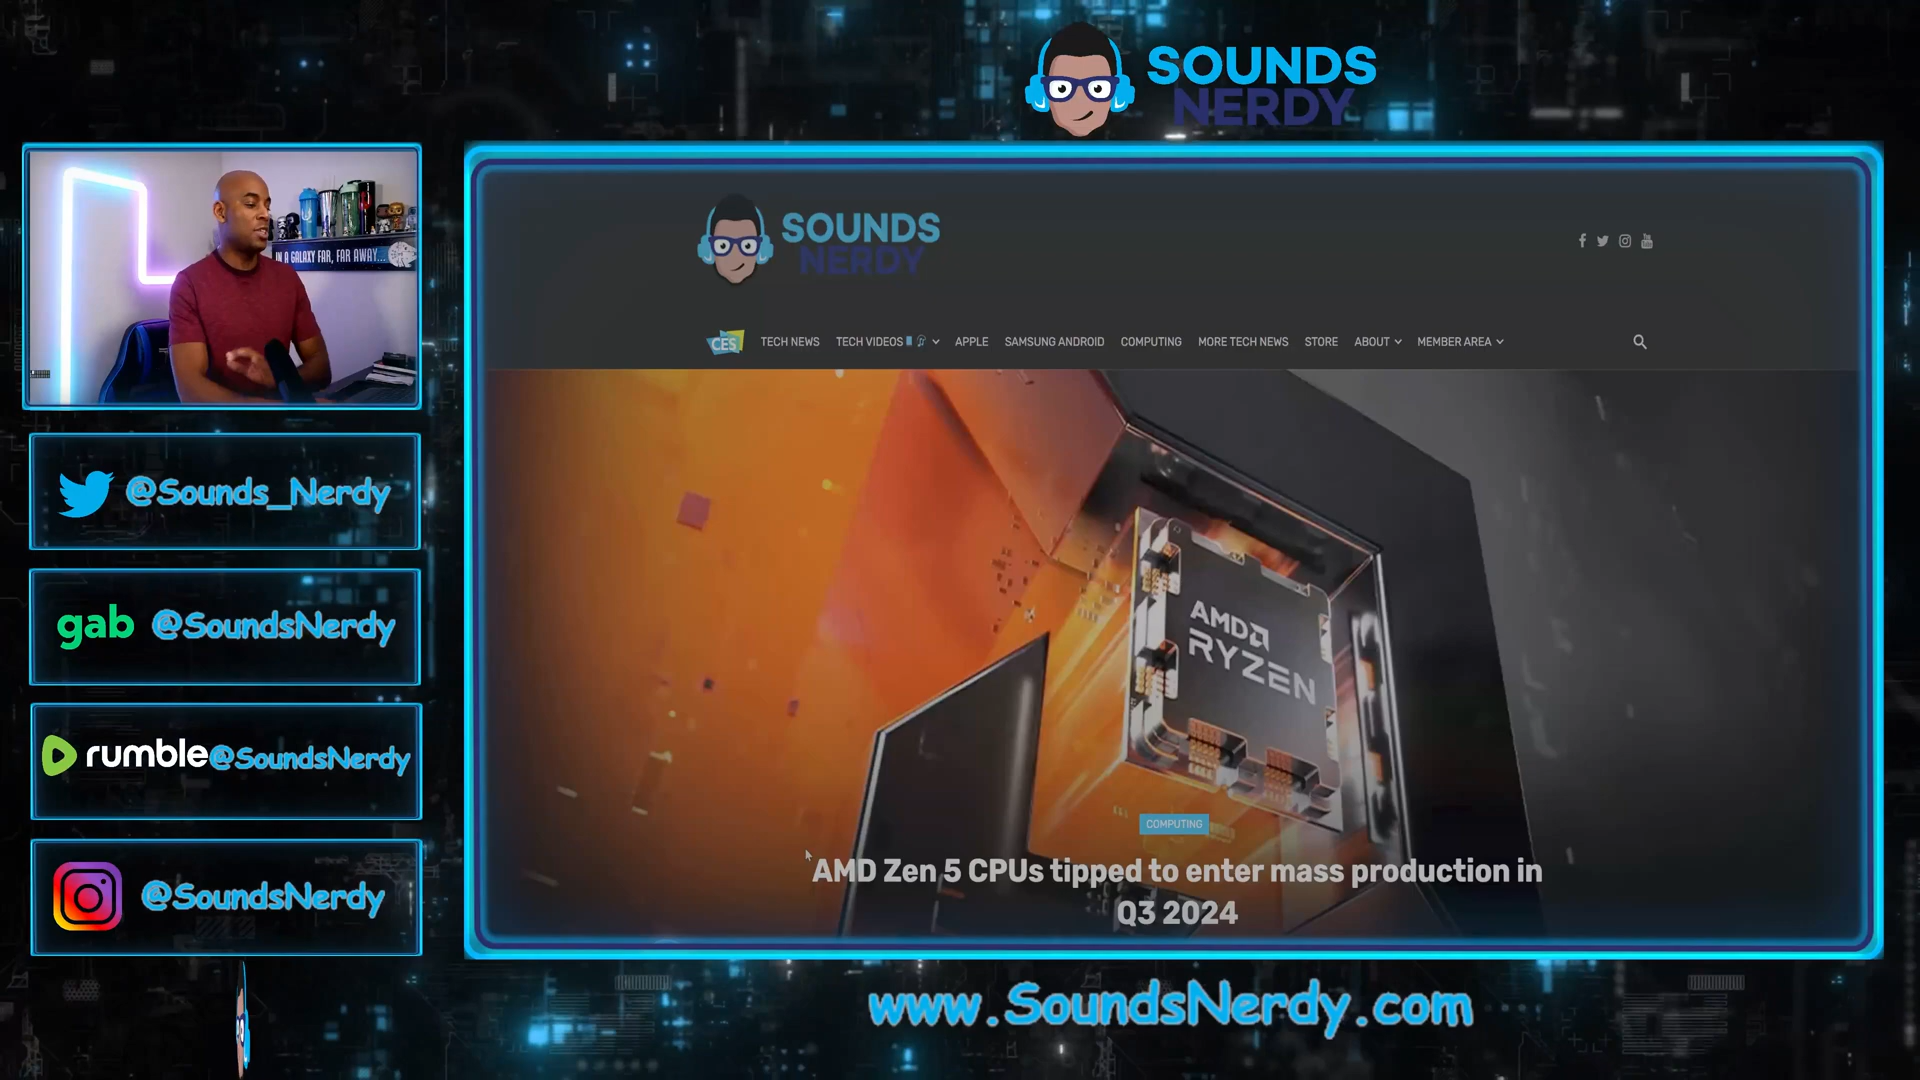 SOUNDS
NERDY
IN A GALAXY FAR, FAR AWAY...
@Sounds_Nerdy
gab @SoundsNerdy
rumble@SoundsNerdy
@SoundsNerdy
SOUNDS
NERDY
CES
TECH NEWS
TECH VIDEOS
APPLE
SAMSUNG ANDROID
COMPUTING
MORE TECH NEWS
STORE
ABOUT
MEMBER AREA
AMD
RYZEN
COMPUTING
AMD Zen 5 CPUs tipped to enter mass production in
Q3 2024
www.SoundsNerdy.com